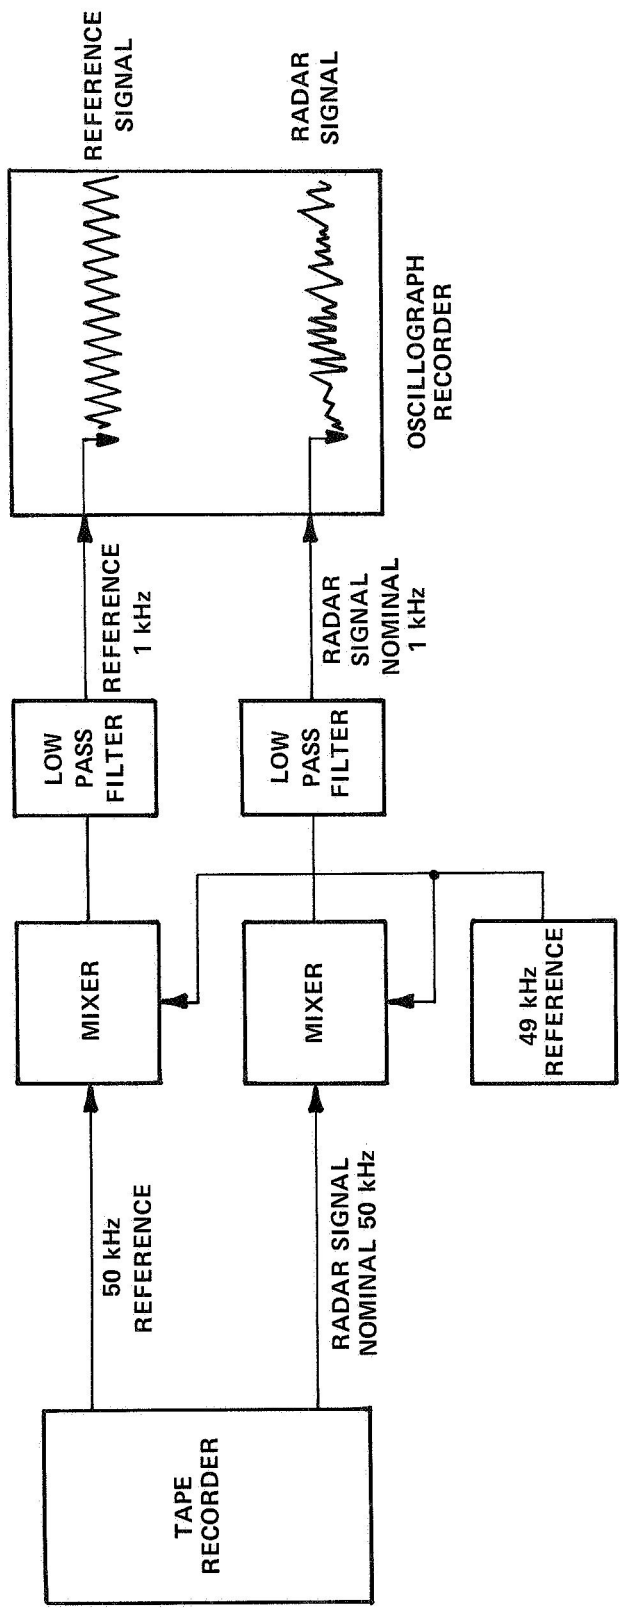 TAPE
RECORDER
50 kHz
REFERENCE
RADAR SIGNAL
NOMINAL 50 kHz
MIXER
MIXER
49 kHz
REFERENCE
LOW
PASS
FILTER
LOW
PASS
FILTER
REFERENCE
1 kHz
RADAR
SIGNAL
NOMINAL
1 kHz
OSCILLOGRAPH
RECORDER
REFERENCE
SIGNAL
RADAR
SIGNAL